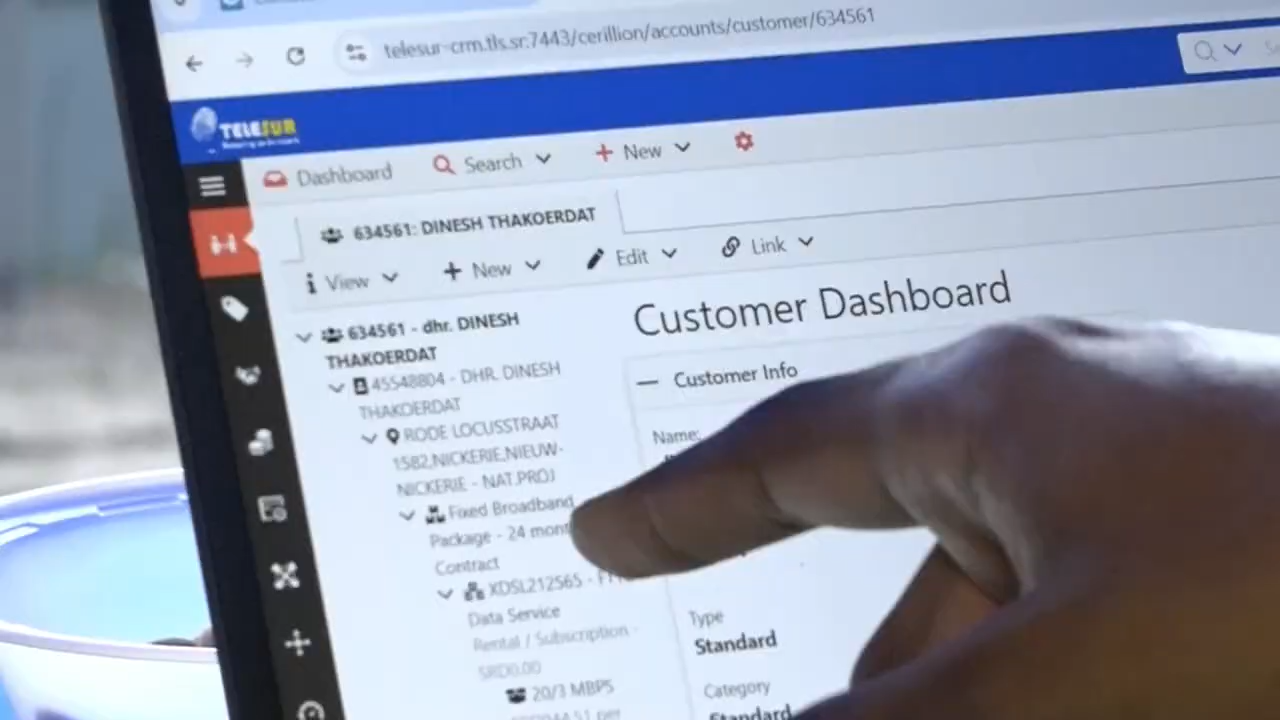 telesur-crm.tls.sr:7443/cerillion/accounts/customer/634561
TELESUR
Dashboard
Search
New
634561: DINESH THAKOERDAT
View
New
Edit
Link
Customer Dashboard
634561 - dhr. DINESH
THAKOERDAT
45548804 - DHR. DINESH
THAKOERDAT
RODE LOCUSSTRAAT
1582,NICKERIE,NIEUW-
NICKERIE - NAT.PROJ
Fixed Broadband
Package - 24
Contract
XDSL212565 -
Data Service
Rental / Subscription -
SRD0.00
20/3 MBPS
Customer Info
Name:
Type
Standard
Category
Standard